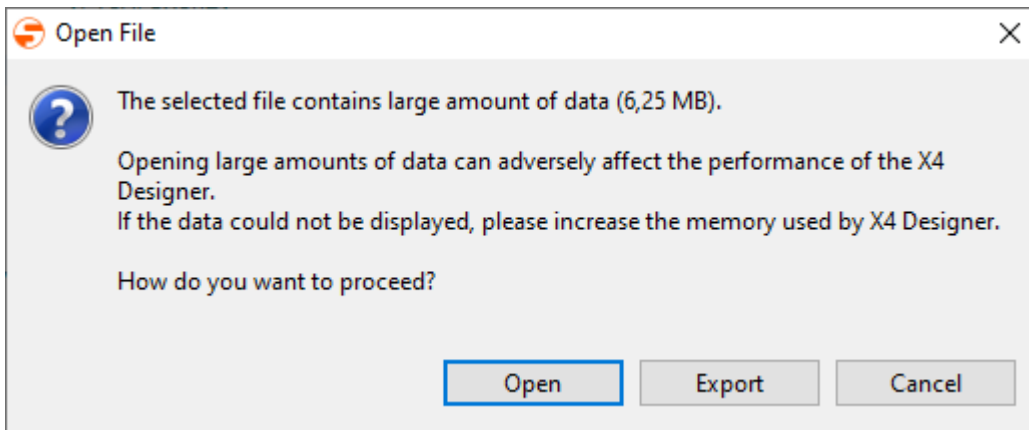 Open File
The selected file contains large amount of data (6,25 MB).
Opening large amounts of data can adversely affect the performance of the X4
Designer.
If the data could not be displayed, please increase the memory used by X4 Designer.
How do you want to proceed?
Open
Export
Cancel